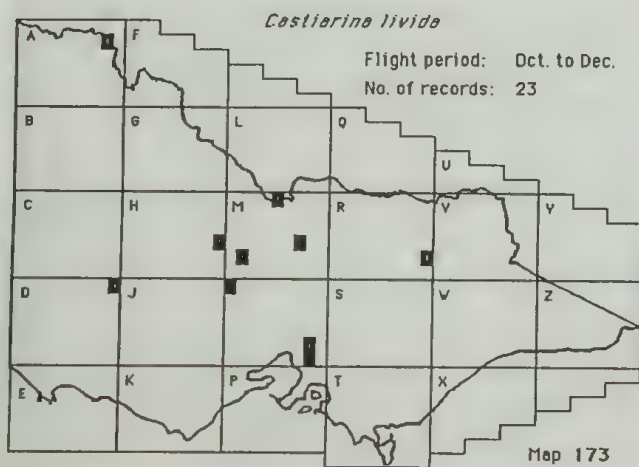 Castiarina livida
Flight period: Oct. to Dec.
No. of records: 23
A F
B G L Q
U
C H M R V Y
D J S W Z
E K P T X
Map 173